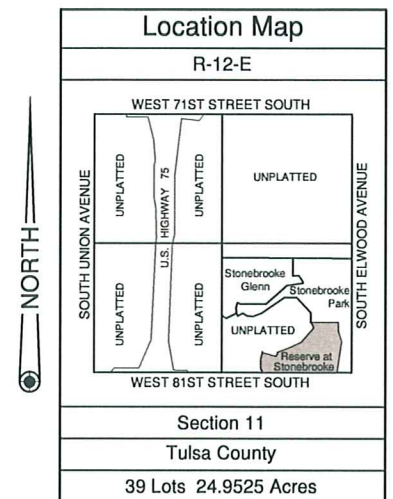 Location Map
R-12-E
NORTH
WEST 71ST STREET SOUTH
SOUTH UNION AVENUE
UNPLATTED
U.S. HIGHWAY 75
UNPLATTED
UNPLATTED
SOUTH ELWOOD AVENUE
UNPLATTED
UNPLATTED
Stonebrooke
Glenn
Stonebrooke
Park
UNPLATTED
Reserve at
Stonebrooke
WEST 81ST STREET SOUTH
Section 11
Tulsa County
39 Lots 24.9525 Acres